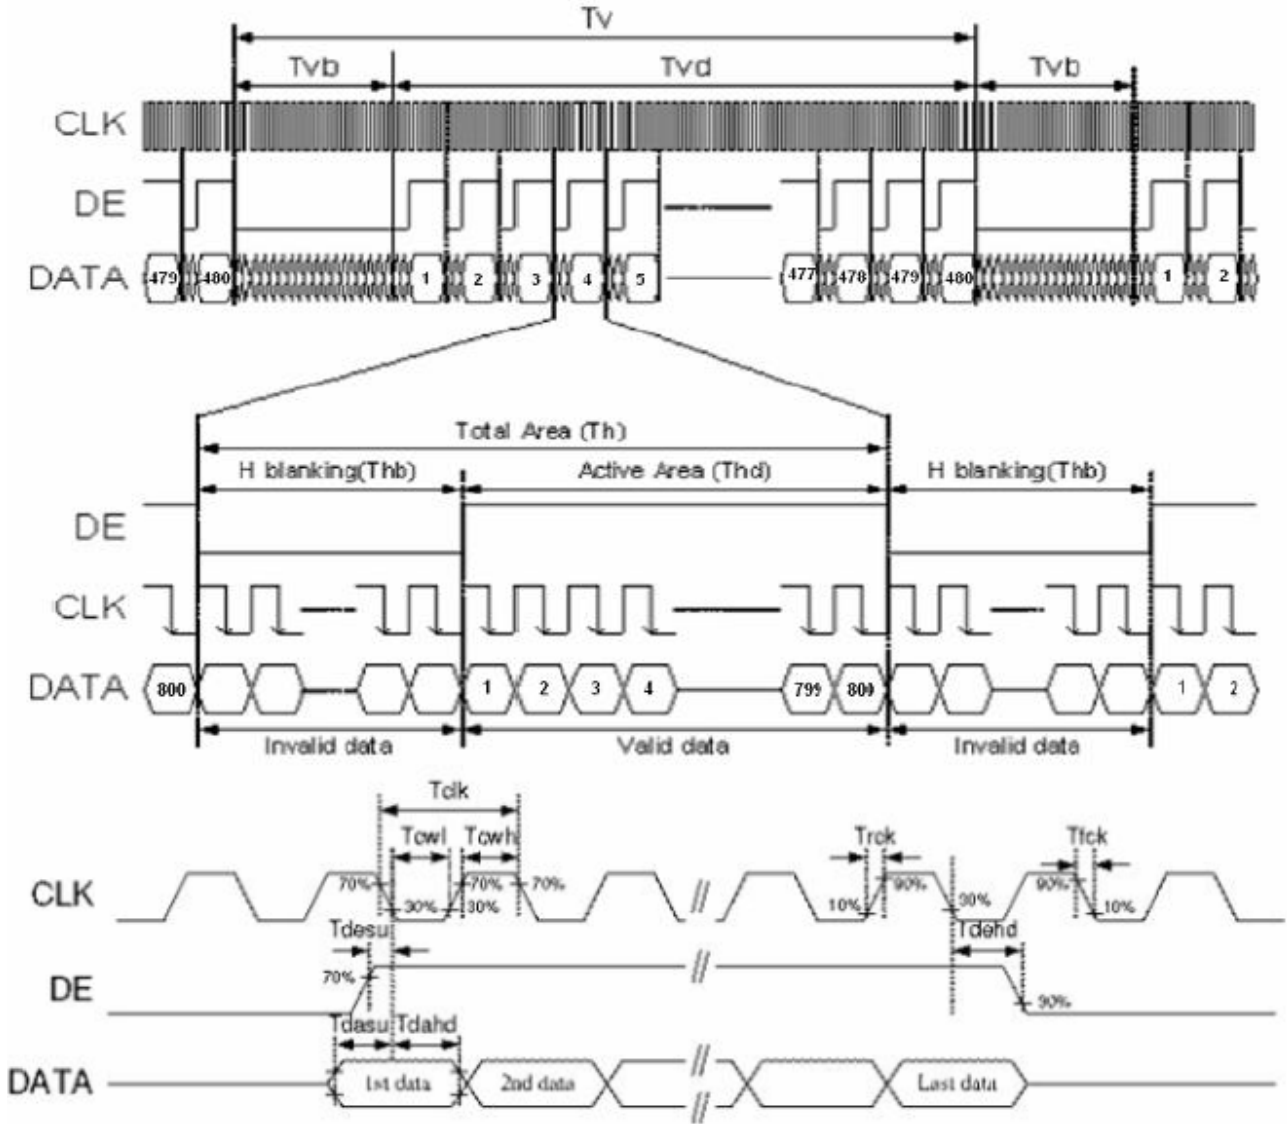 Tv
Tvb Tvd Tvb
CLK
DE
DATA 479 480 1 2 3 4 5 477 478 479 480 1 2
Total Area (Th)
H blanking(Thb) Active Area (Thd) H blanking(Thb)
DE
CLK
DATA 800 1 2 3 4 799 800 1 2
Invalid data Valid data Invalid data
Tclk
Tcwl Tcwh Trck Tfck
CLK 70% 70% 70% 90% 90%
30% 30% 10% 10%
Tdesu Tdehd
70%
DE 90%
Tdasu Tdahd
DATA 1st data 2nd data Last data